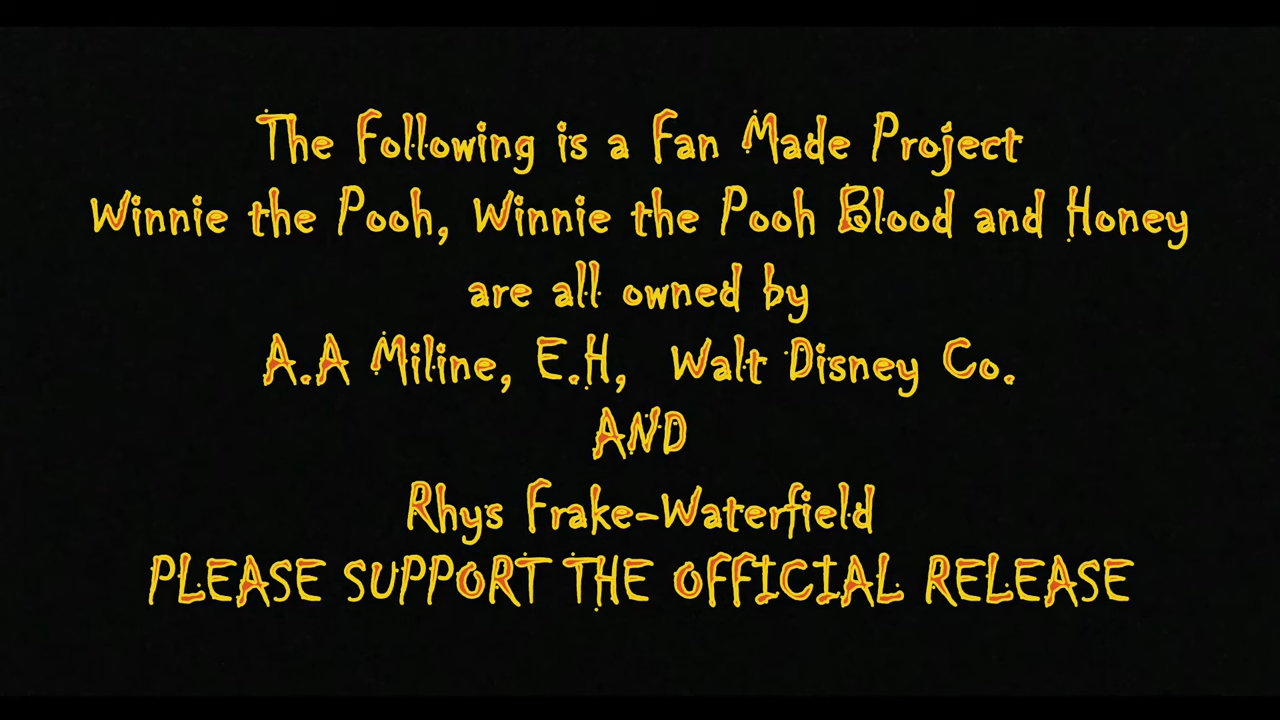 The Following is a Fan Made Project
Winnie the Pooh, Winnie the Pooh Blood and Honey
are all owned by
A.A Miline, E.H, Walt Disney Co.
AND
Rhys Frake-Waterfield
PLEASE SUPPORT THE OFFICIAL RELEASE